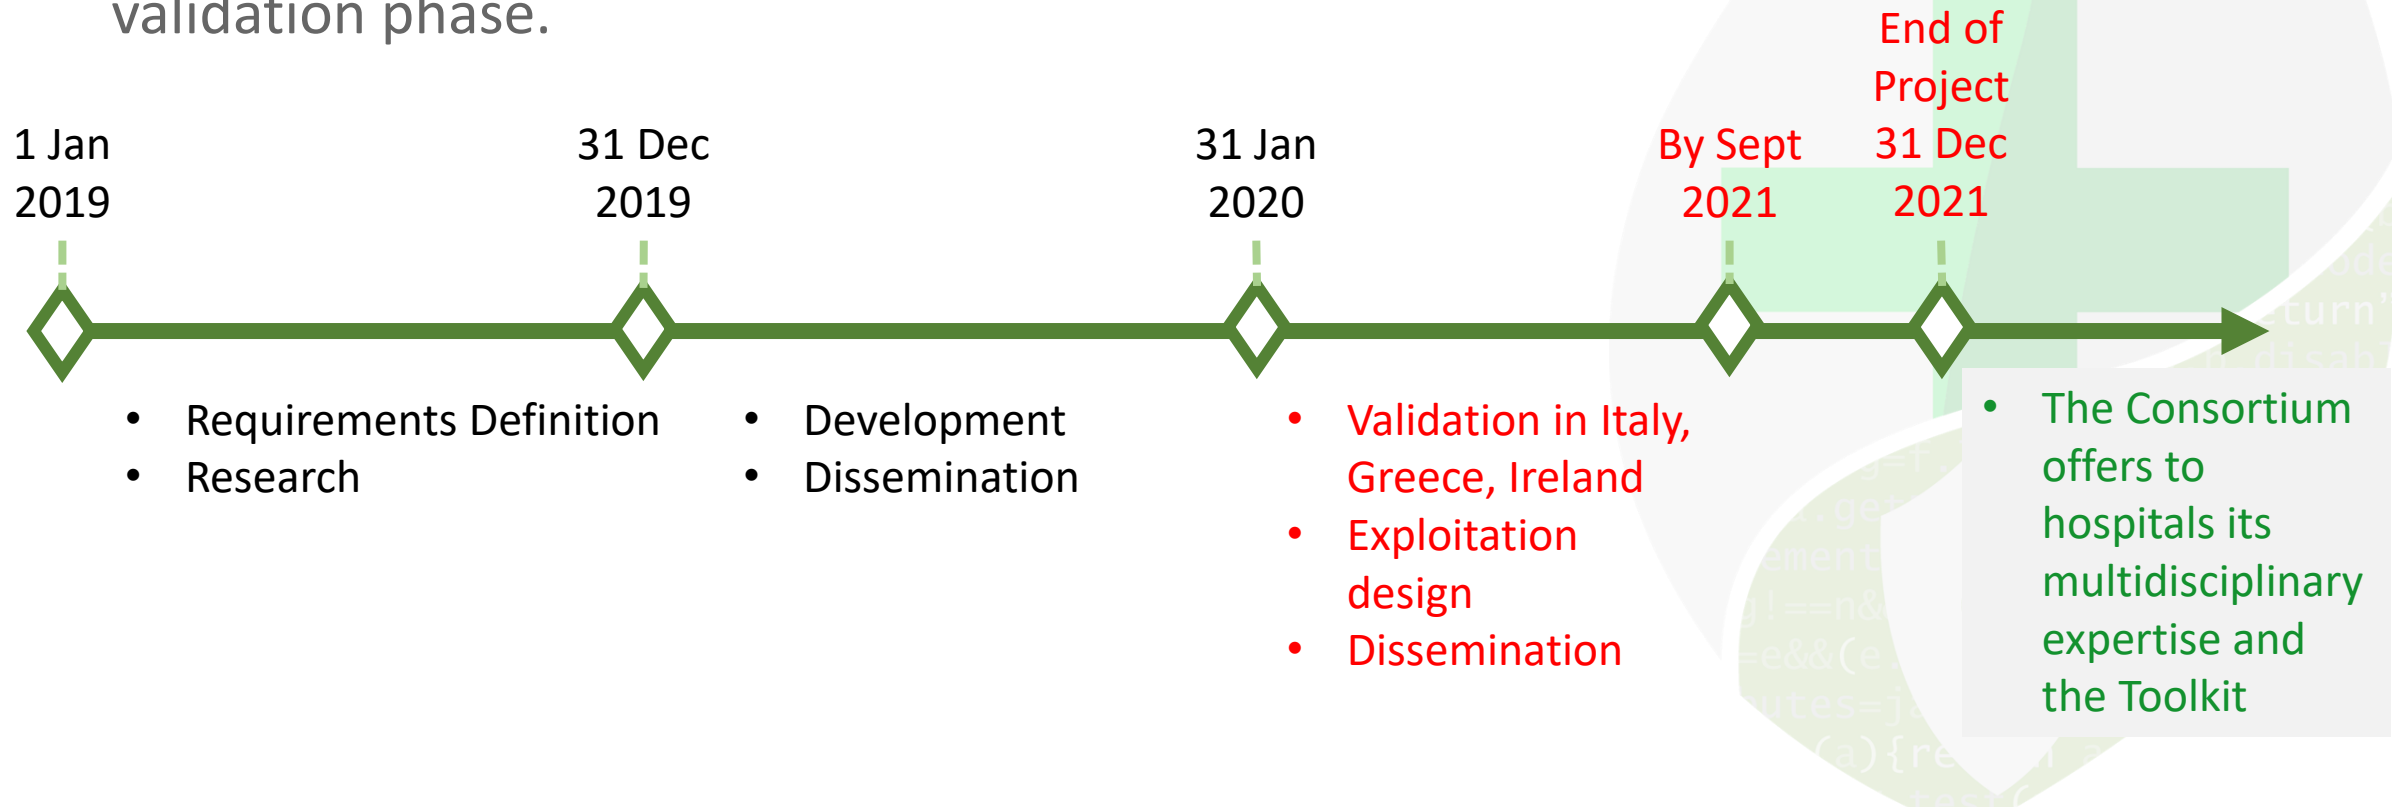 validation phase.
1 Jan
2019
31 Dec
2019
31 Jan
2020
By Sept
2021
End of
Project
31 Dec
2021
• Requirements Definition
• Research
• Development
• Dissemination
• Validation in Italy,
Greece, Ireland
• Exploitation
design
• Dissemination
• The Consortium
offers to
hospitals its
multidisciplinary
expertise and
the Toolkit